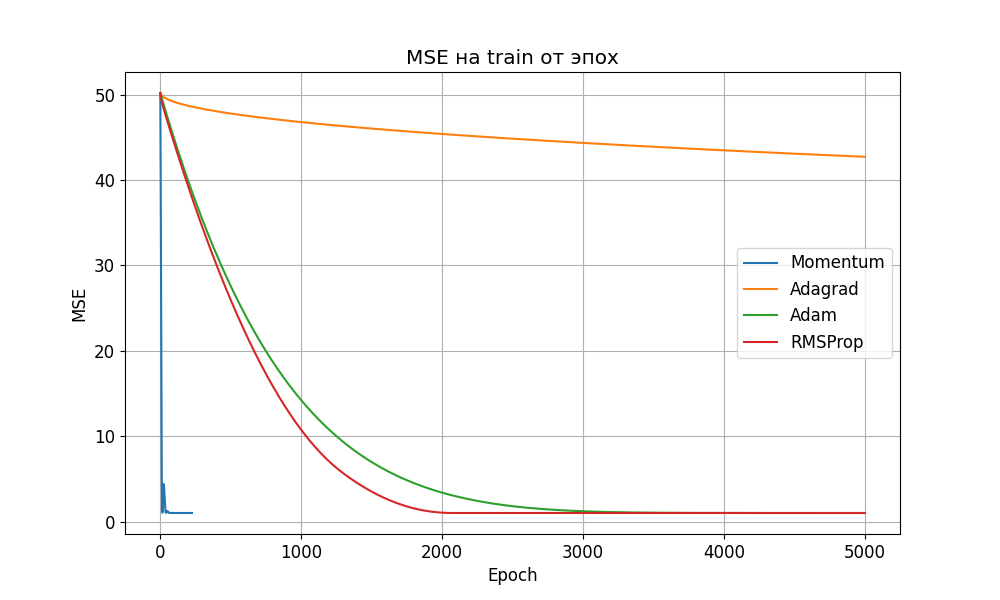 MSE на train от эпох
MSE
50
40
30
20
10
0
Momentum
Adagrad
Adam
RMSProp
0 1000 2000 3000 4000 5000
Epoch